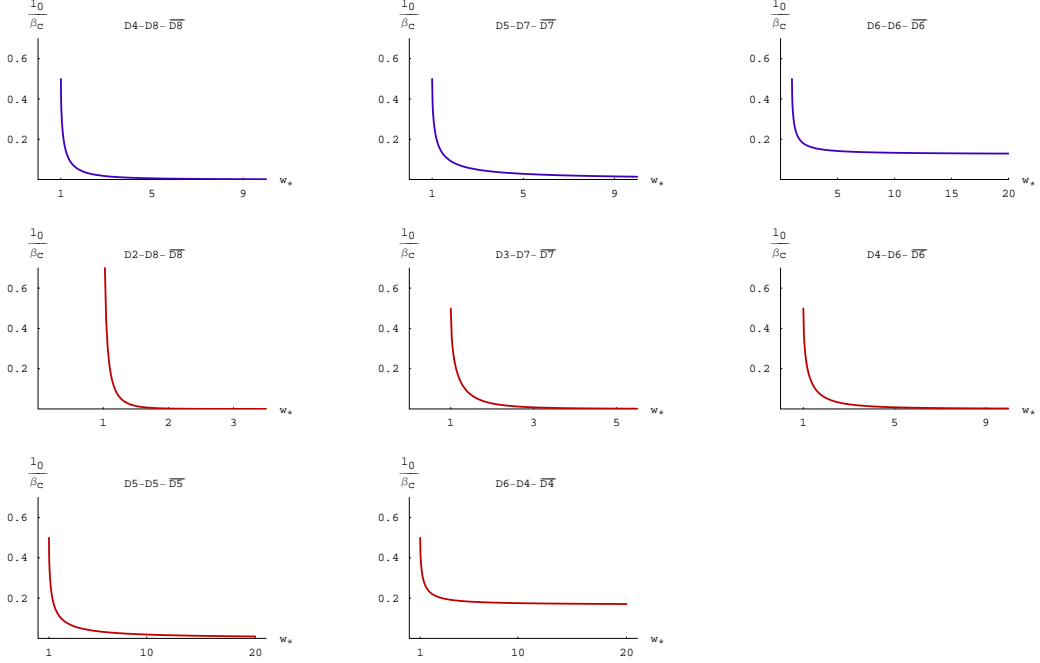 l0
βc
D4-D8-D8̅
0.6
0.4
0.2
1 5 9 w*
l0
βc
D5-D7-D7̅
0.6
0.4
0.2
1 5 9 w*
l0
βc
D6-D6-D6̅
0.6
0.4
0.2
5 10 15 20 w*
l0
βc
D2-D8-D8̅
0.6
0.4
0.2
1 2 3 w*
l0
βc
D3-D7-D7̅
0.6
0.4
0.2
1 3 5 w*
l0
βc
D4-D6-D6̅
0.6
0.4
0.2
1 5 9 w*
l0
βc
D5-D5-D5̅
0.6
0.4
0.2
1 10 20 w*
l0
βc
D6-D4-D4̅
0.6
0.4
0.2
1 10 20 w*